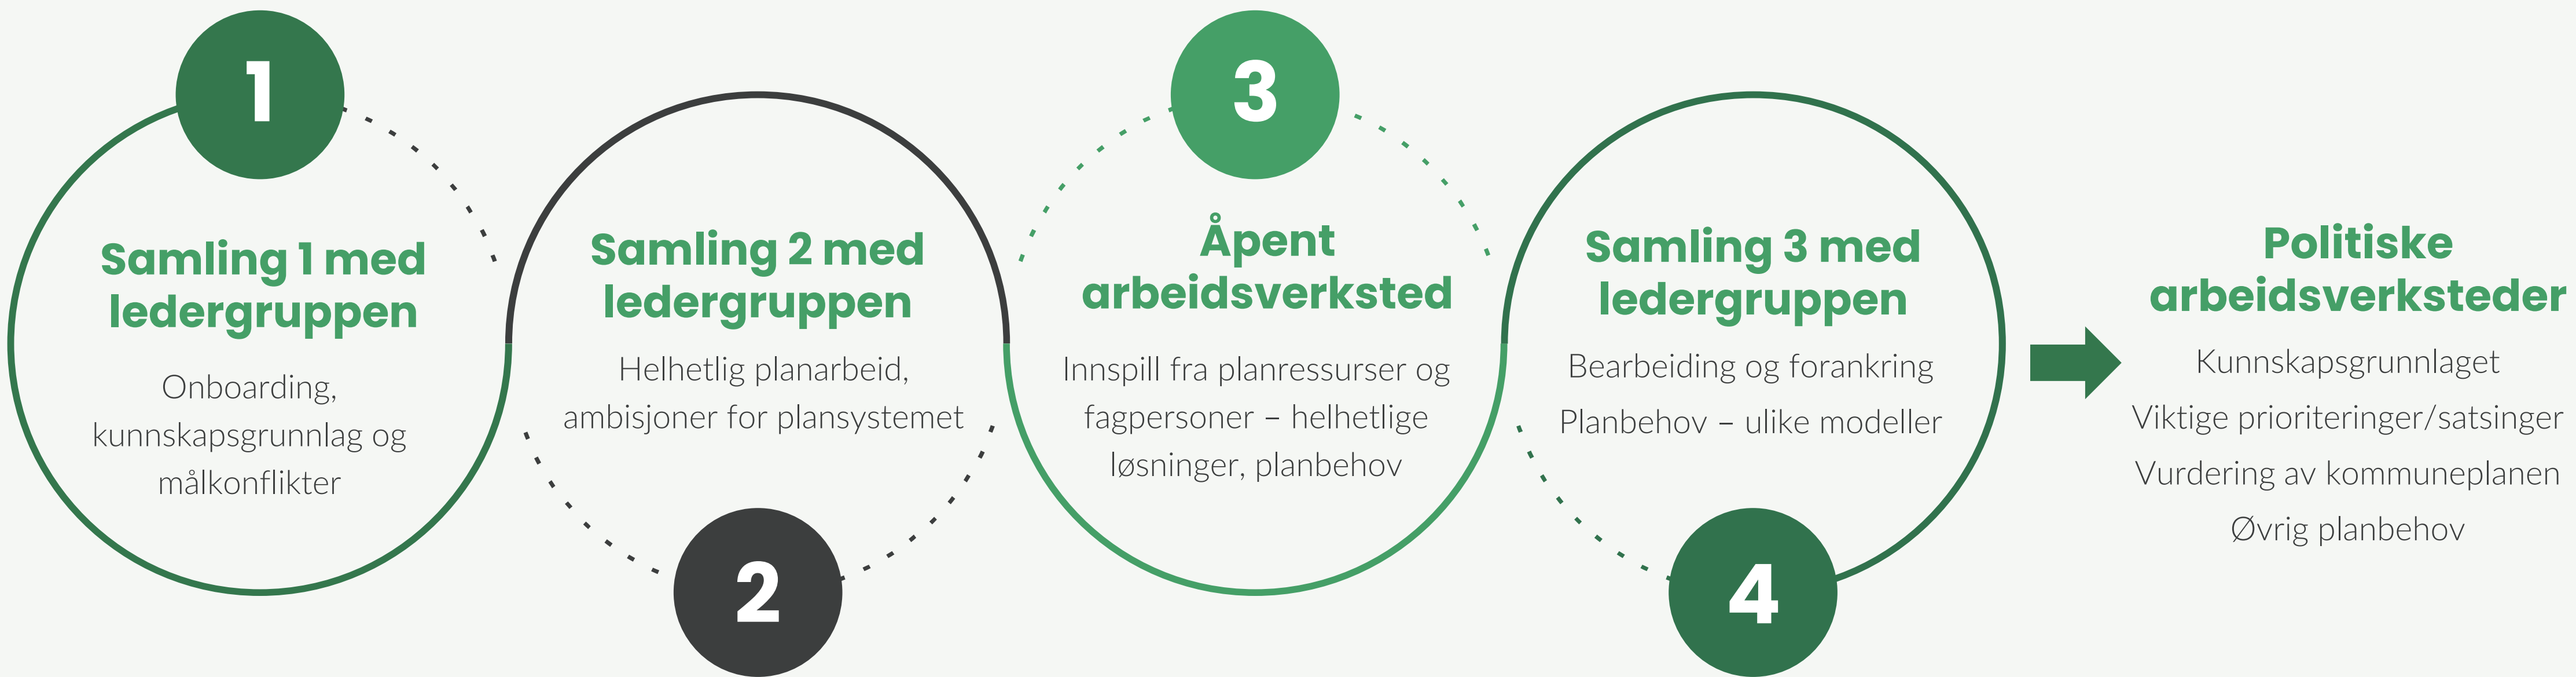 1
Samling 1 med
ledergruppen
Onboarding,
kunnskapsgrunnlag og
målkonflikter
Samling 2 med
ledergruppen
Helhetlig planarbeid,
ambisjoner for plansystemet
2
3
Åpent
arbeidsverksted
Innspill fra planressurser og
fagpersoner – helhetlige
løsninger, planbehov
Samling 3 med
ledergruppen
Bearbeiding og forankring
Planbehov – ulike modeller
4
Politiske
arbeidsverksteder
Kunnskapsgrunnlaget
Viktige prioriteringer/satsinger
Vurdering av kommuneplanen
Øvrig planbehov